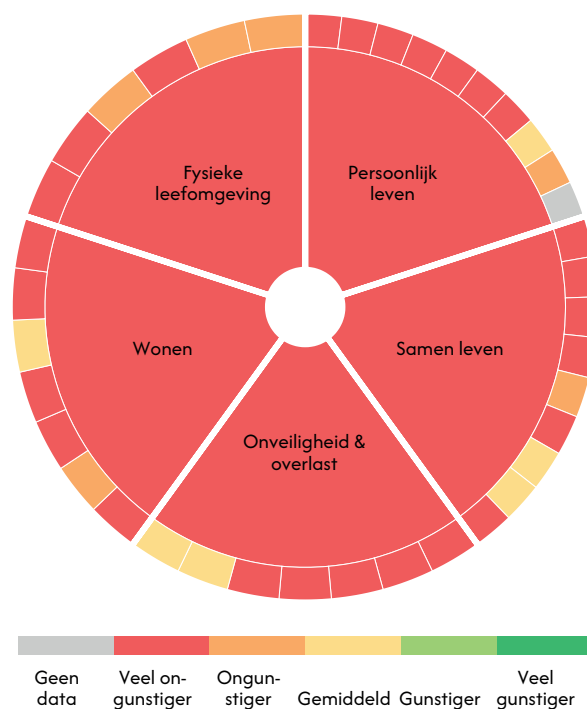 Fysieke
leefomgeving
Persoonlijk
leven
Wonen
Samen leven
Onveiligheid &
overlast
Geen
data
Veel on-
gunstiger
Ongun-
stiger
Gemiddeld
Gunstiger
Veel
gunstiger